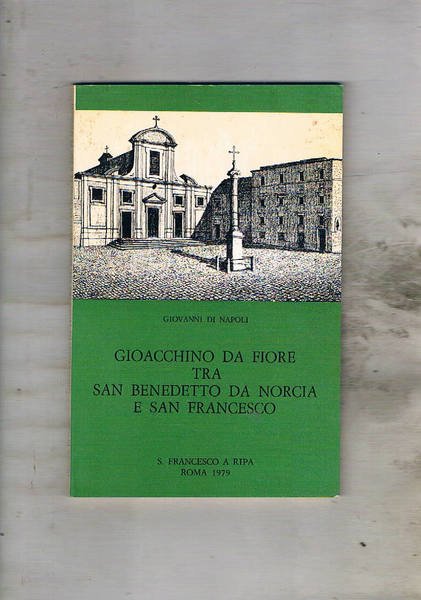 GIOVANNI DI NAPOLI
GIOACCHINO DA FIORE
TRA
SAN BENEDETTO DA NORCIA
E SAN FRANCESCO
S. FRANCESCO A RIPA
ROMA 1979